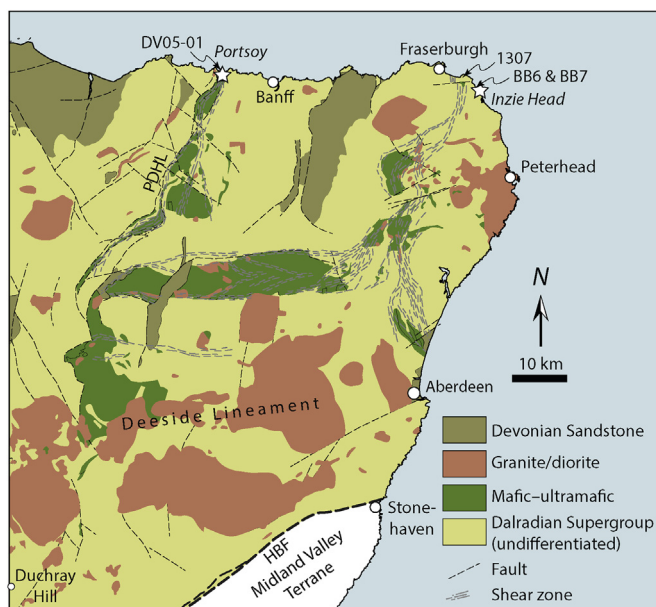 DV05-01
Portsoy
Fraserburgh
1307
BB6 & BB7
Inzie Head
Banff
PDHL
Peterhead
N
10 km
Aberdeen
Deeside Lineament
Devonian Sandstone
Granite/diorite
Mafic–ultramafic
Dalradian Supergroup
(undifferentiated)
Fault
Shear zone
Stone-
haven
HBF
Midland Valley
Terrane
Duchray
Hill